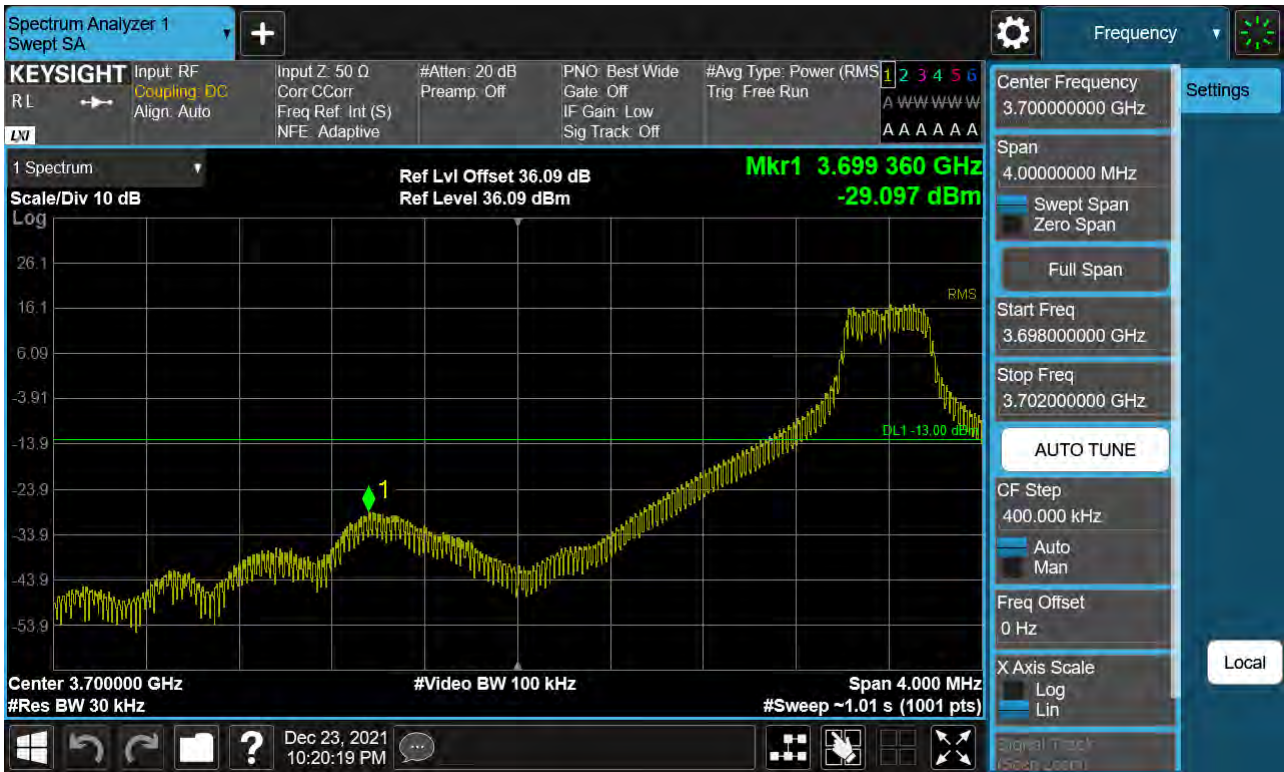 Spectrum Analyzer 1
Swept SA
+
Frequency
KEYSIGHT
RL
LXI
Input: RF
Coupling: DC
Align: Auto
Input Z: 50 Ω
Corr CCorr
Freq Ref: Int (S)
NFE: Adaptive
#Atten: 20 dB
Preamp: Off
PNO: Best Wide
Gate: Off
IF Gain: Low
Sig Track: Off
#Avg Type: Power (RMS
Trig: Free Run
1 2 3 4 5 6
A W W W W W
A A A A A A
1 Spectrum
Scale/Div 10 dB
Ref Lvl Offset 36.09 dB
Ref Level 36.09 dBm
Mkr1 3.699 360 GHz
-29.097 dBm
Log
26.1
16.1
6.09
-3.91
-13.9
-23.9
-33.9
-43.9
-53.9
RMS
DL1 -13.00 dBm
1
Center 3.700000 GHz
#Res BW 30 kHz
#Video BW 100 kHz
Span 4.000 MHz
#Sweep ~1.01 s (1001 pts)
Center Frequency
3.700000000 GHz
Span
4.00000000 MHz
Swept Span
Zero Span
Full Span
Start Freq
3.698000000 GHz
Stop Freq
3.702000000 GHz
AUTO TUNE
CF Step
400.000 kHz
Auto
Man
Freq Offset
0 Hz
X Axis Scale
Log
Lin
Signal Track
(Span Zoom)
Settings
Local
?
Dec 23, 2021
10:20:19 PM